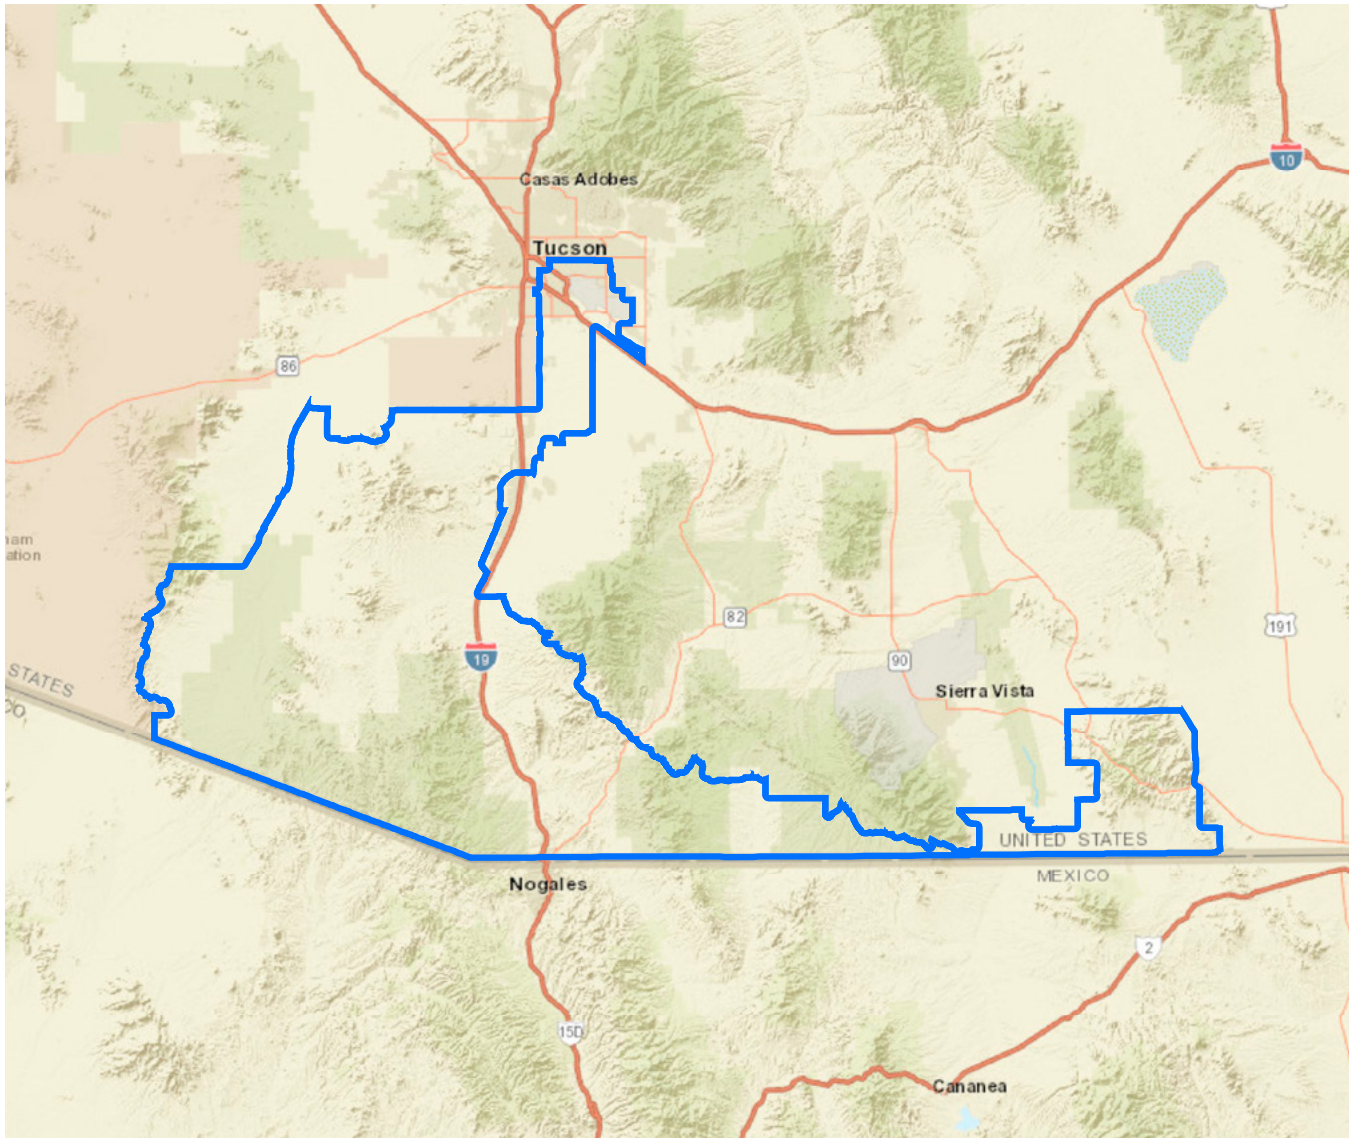 10
Casas Adobes
Tucson
86
ation
82
191
19
90
STATES
Sierra Vista
UNITED STATES
MEXICO
Nogales
2
15D
Cananea